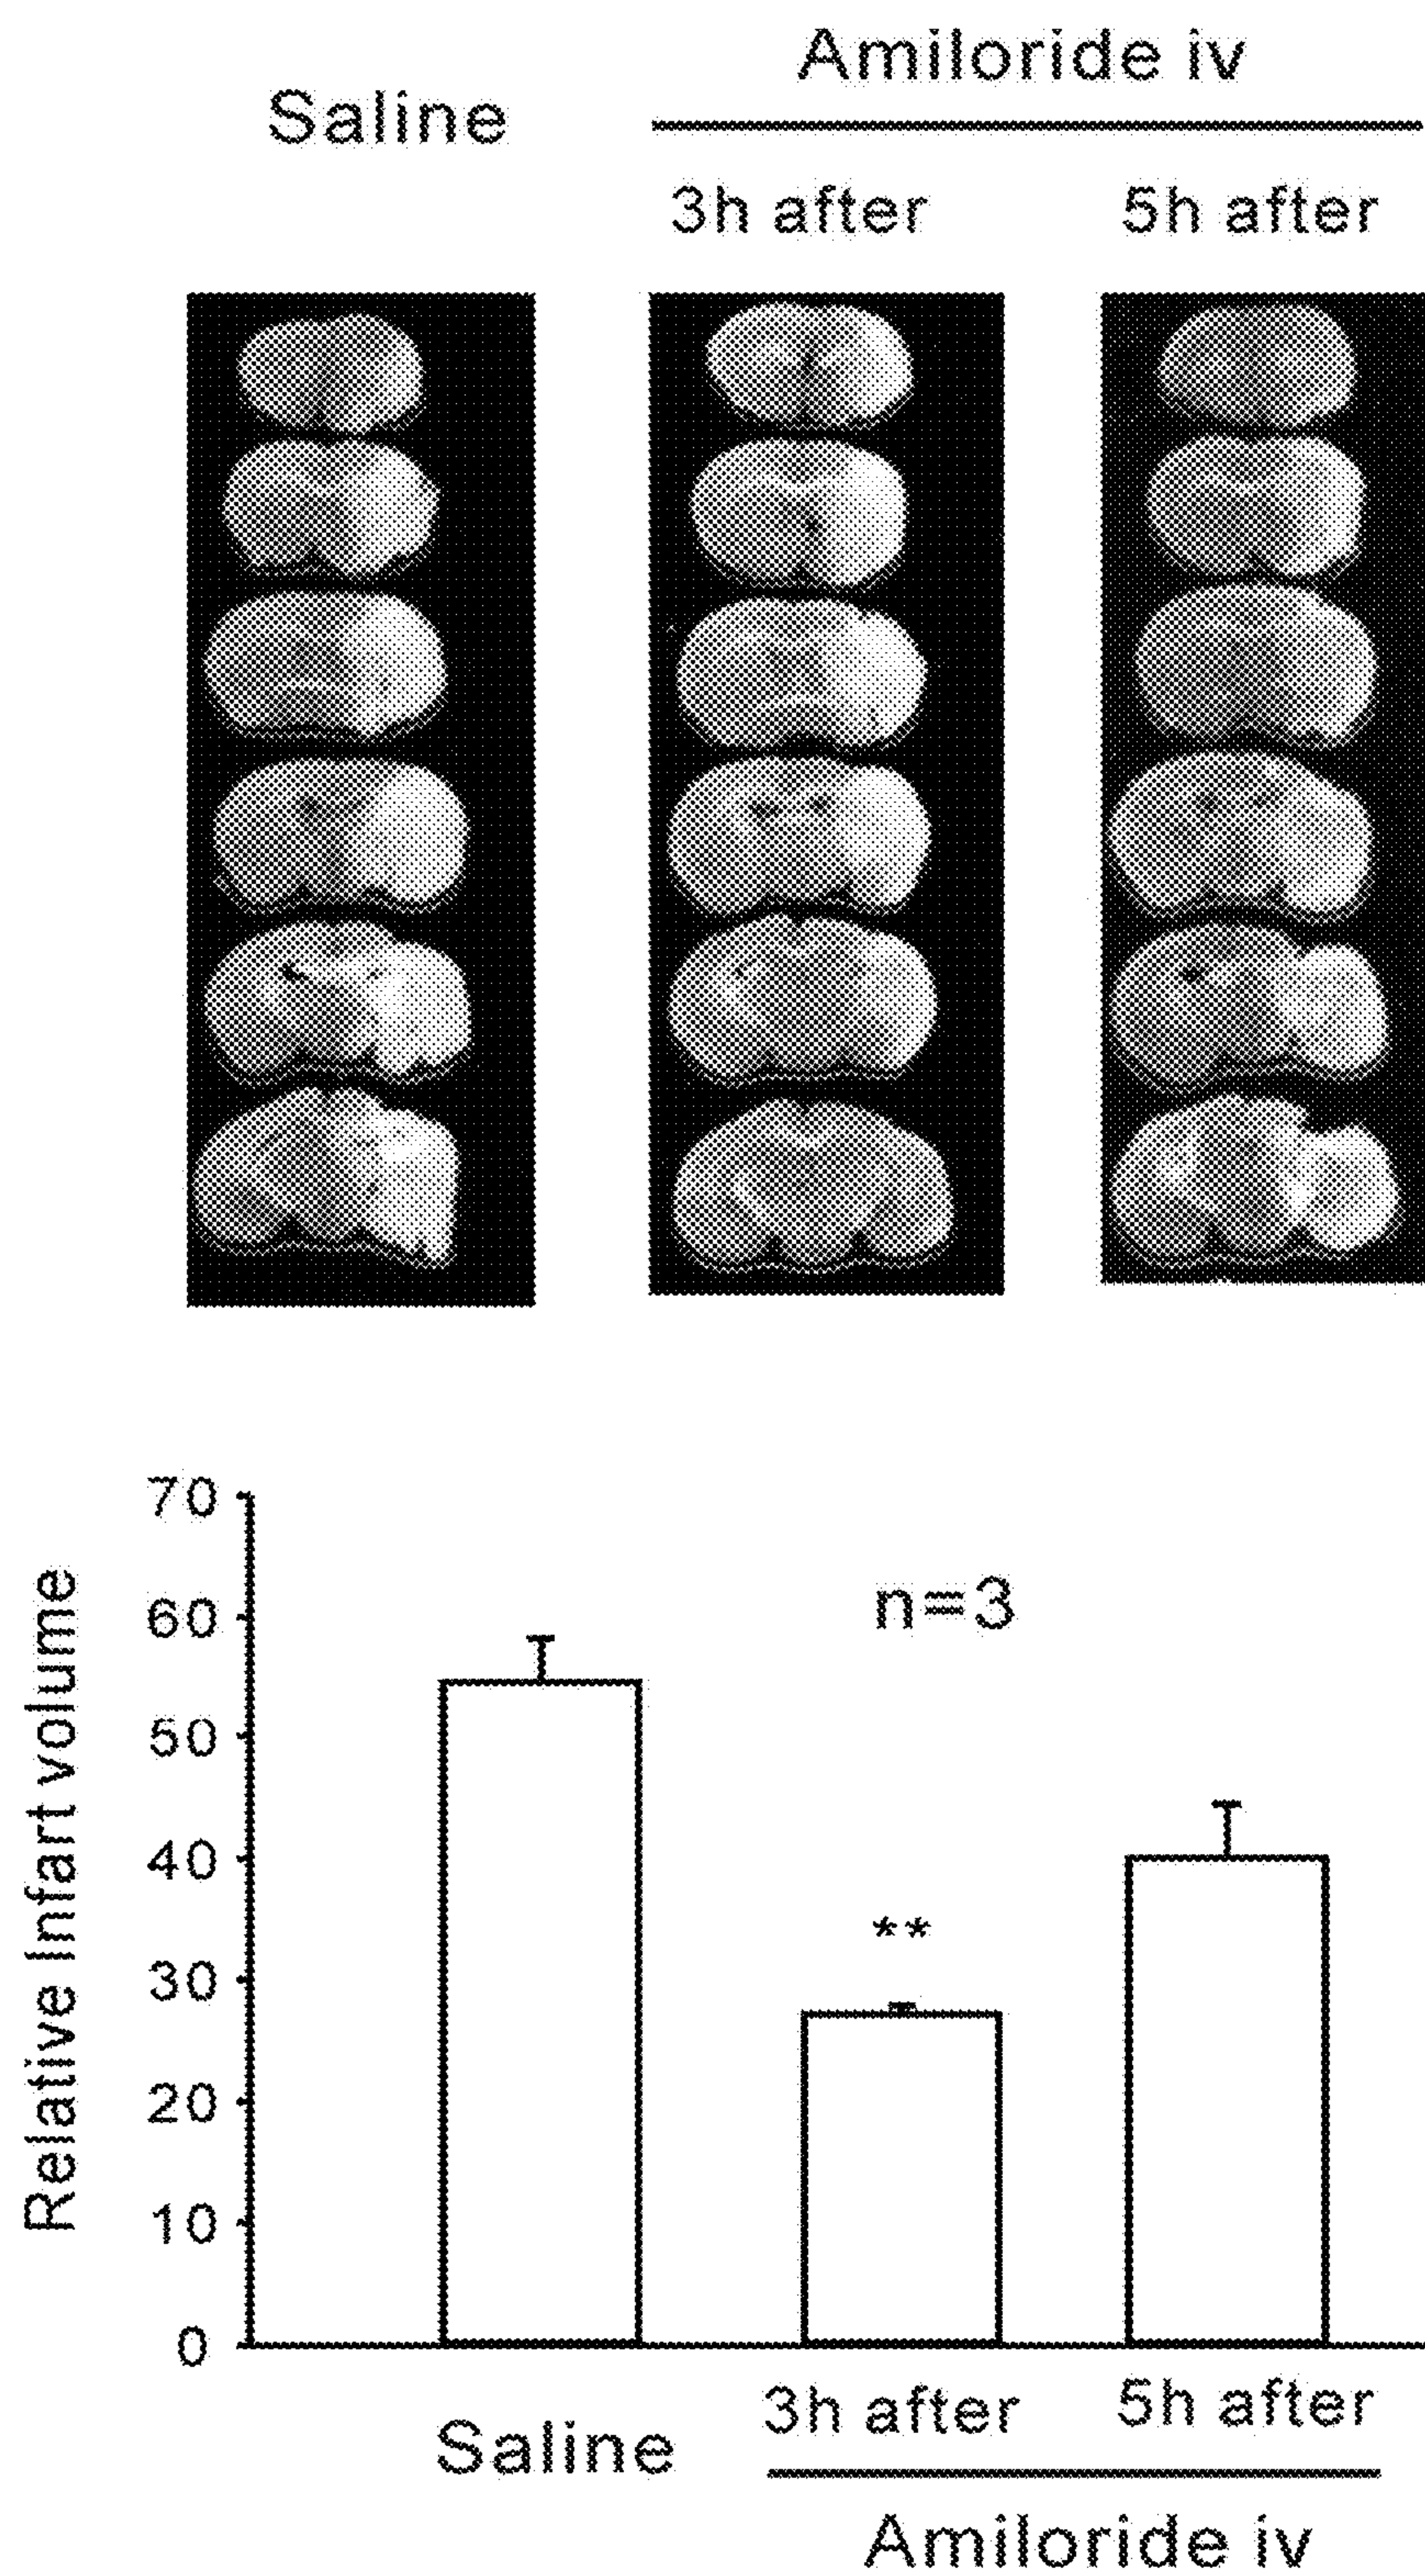 Amiloride iv
Saline
3h after
5h after
Relative Infart volume
70
60
50
40
30
20
10
0
n=3
**
3h after
5h after
Saline
Amiloride iv